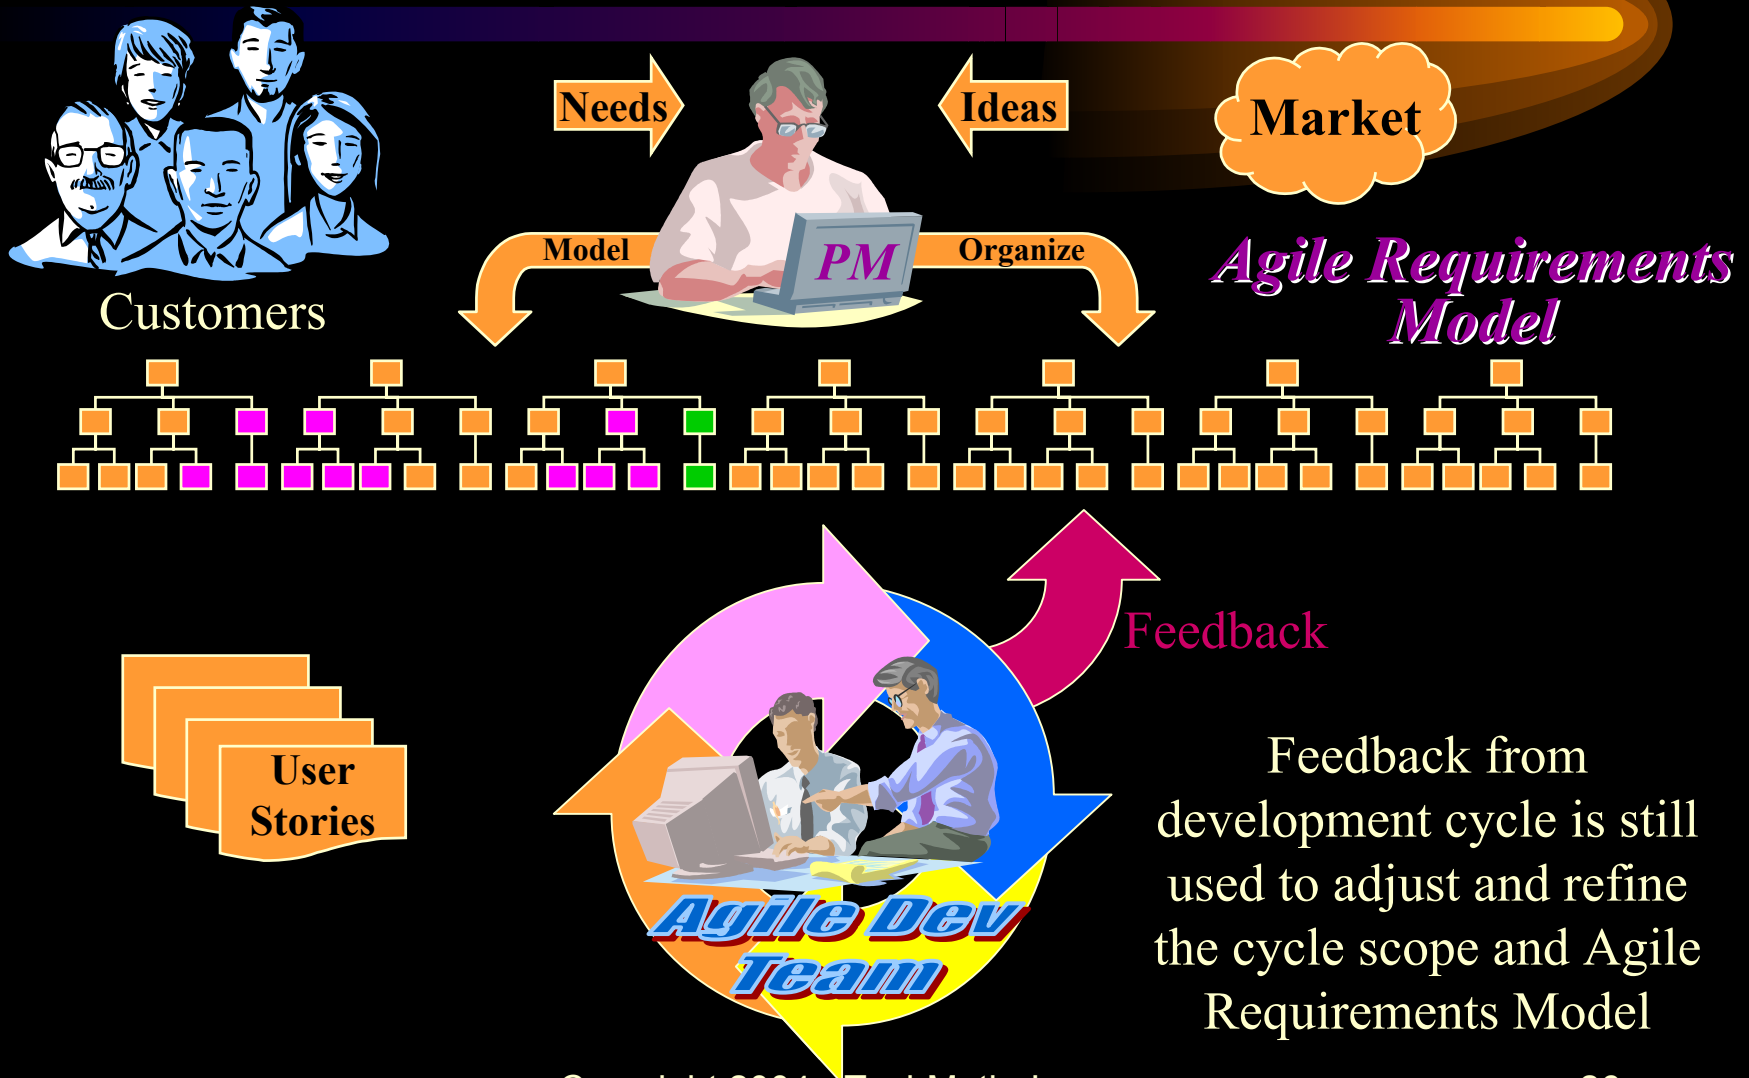 Needs
Ideas
Market
Model
PM
Organize
Agile Requirements
Model
Customers
Feedback
User
Stories
Feedback from
development cycle is still
used to adjust and refine
the cycle scope and Agile
Requirements Model
Agile Dev
Team